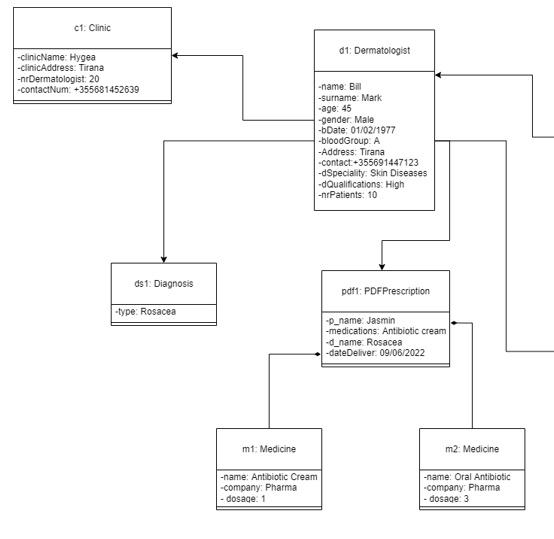 c1: Clinic
-clinicName: Hygea
-clinicAddress: Tirana
-nrDermatologist: 20
-contactNum: +355681452639
d1: Dermatologist
-name: Bill
-surname: Mark
-age: 45
-gender: Male
-bDate: 01/02/1977
-bloodGroup: A
-Address: Tirana
-contact:+355691447123
-dSpeciality: Skin Diseases
-dQualifications: High
-nrPatients: 10
ds1: Diagnosis
-type: Rosacea
pdf1: PDFPrescription
-p_name: Jasmin
-medications: Antibiotic cream
-d_name: Rosacea
-dateDeliver: 09/06/2022
m1: Medicine
-name: Antibiotic Cream
-company: Pharma
- dosage: 1
m2: Medicine
-name: Oral Antibiotic
-company: Pharma
- dosage: 3